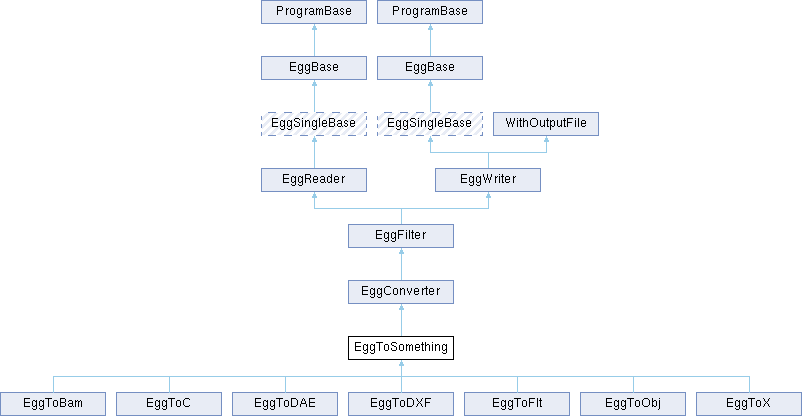 ProgramBase ProgramBase
EggBase EggBase
EggSingleBase EggSingleBase WithOutputFile
EggReader EggWriter
EggFilter
EggConverter
EggToSomething
EggToBam EggToC EggToDAE EggToDXF EggToFlt EggToObj EggToX